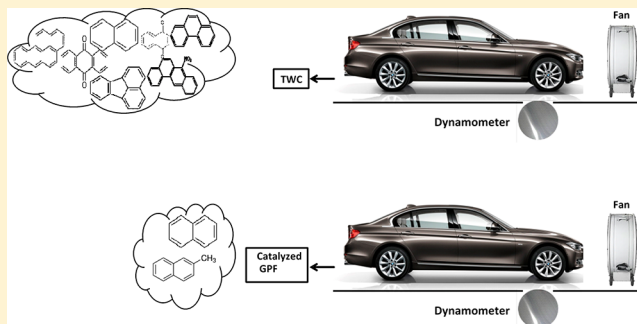 Fan
TWC
Dynamometer
Fan
CH₃
Catalyzed
GPF
Dynamometer